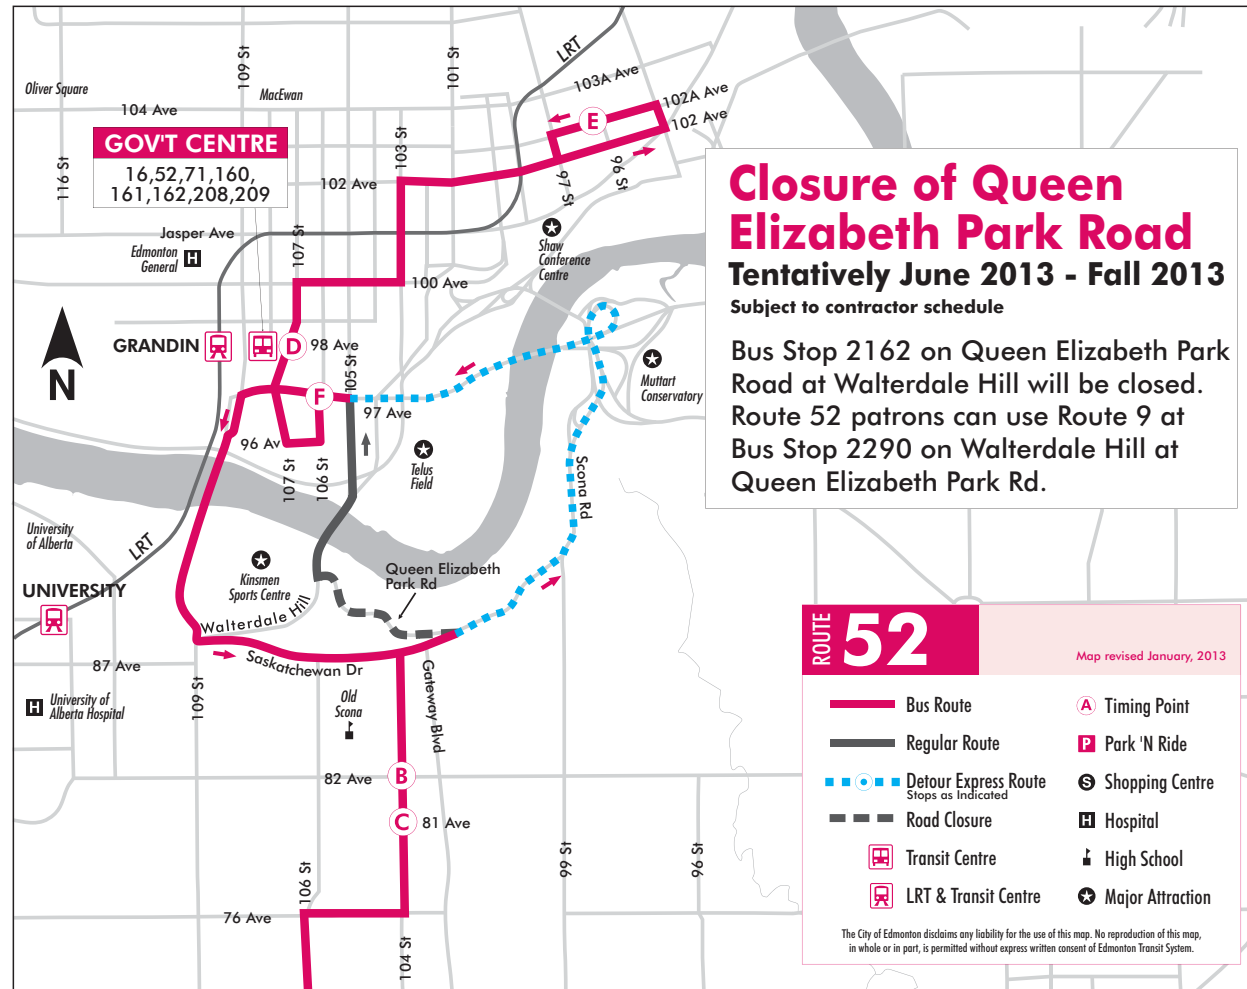 Closure of Queen
Elizabeth Park Road
Tentatively June 2013 - Fall 2013
Subject to contractor schedule
Bus Stop 2162 on Queen Elizabeth Park
Road at Walterdale Hill will be closed.
Route 52 patrons can use Route 9 at
Bus Stop 2290 on Walterdale Hill at
Queen Elizabeth Park Rd.
Oliver Square
104 Ave
109 St
MacEwan
101 St
LRT
103A Ave
102A Ave
102 Ave
E
GOV'T CENTRE
16,52,71,160,
161,162,208,209
116 St
103 St
102 Ave
97 St
96 St
Jasper Ave
Edmonton
General
H
107 St
Shaw
Conference
Centre
100 Ave
N
GRANDIN
D
98 Ave
105 St
F
97 Ave
Muttart
Conservatory
96 Av
107 St
106 St
Telus
Field
Scona Rd
University
of Alberta
LRT
UNIVERSITY
Kinsmen
Sports Centre
Queen Elizabeth
Park Rd
Walterdale Hill
Saskatchewan Dr
87 Ave
H
University of
Alberta Hospital
109 St
Old
Scona
Gateway Blvd
B
82 Ave
C
81 Ave
106 St
99 St
96 St
76 Ave
104 St
ROUTE
52
Map revised January, 2013
Bus Route
Regular Route
Detour Express Route
Stops as Indicated
Road Closure
Transit Centre
LRT & Transit Centre
A Timing Point
P Park 'N Ride
S Shopping Centre
H Hospital
High School
Major Attraction
The City of Edmonton disclaims any liability for the use of this map. No reproduction of this map,
in whole or in part, is permitted without express written consent of Edmonton Transit System.